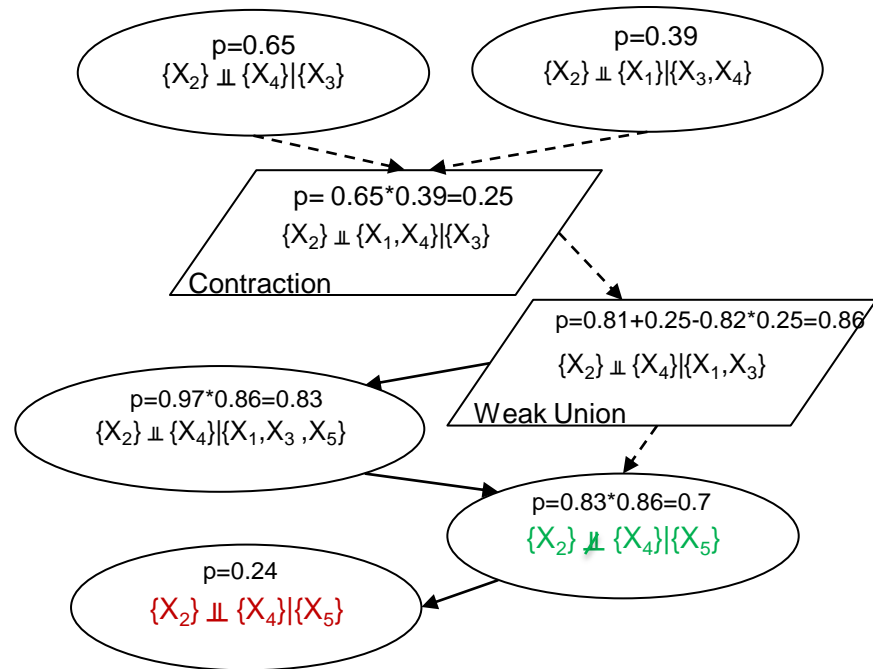 p=0.65
{X₂} ⫫ {X₄}|{X₃}
p=0.39
{X₂} ⫫ {X₁}|{X₃,X₄}
p= 0.65*0.39=0.25
{X₂} ⫫ {X₁,X₄}|{X₃}
Contraction
p=0.81+0.25-0.82*0.25=0.86
{X₂} ⫫ {X₄}|{X₁,X₃}
Weak Union
p=0.97*0.86=0.83
{X₂} ⫫ {X₄}|{X₁,X₃ ,X₅}
p=0.83*0.86=0.7
{X₂} ⫫̸ {X₄}|{X₅}
p=0.24
{X₂} ⫫ {X₄}|{X₅}